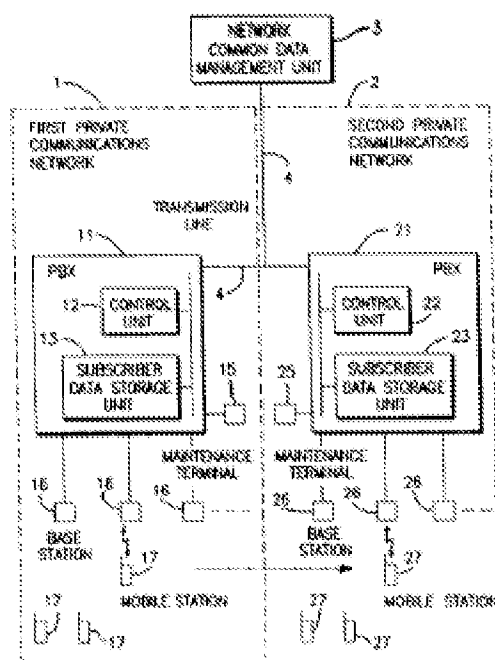 NETWORK
COMMON DATA
MANAGEMENT UNIT
3
1
2
FIRST PRIVATE
COMMUNICATIONS
NETWORK
SECOND PRIVATE
COMMUNICATIONS
NETWORK
4
TRANSMISSION
LINE
11
21
PBX
PBX
4
12
CONTROL
UNIT
CONTROL
UNIT
22
13
23
SUBSCRIBER
DATA STORAGE
UNIT
SUBSCRIBER
DATA STORAGE
UNIT
15
25
MAINTENANCE
TERMINAL
MAINTENANCE
TERMINAL
16
16
16
26
26
26
BASE
STATION
BASE
STATION
17
27
MOBILE STATION
MOBILE STATION
17
17
27
27